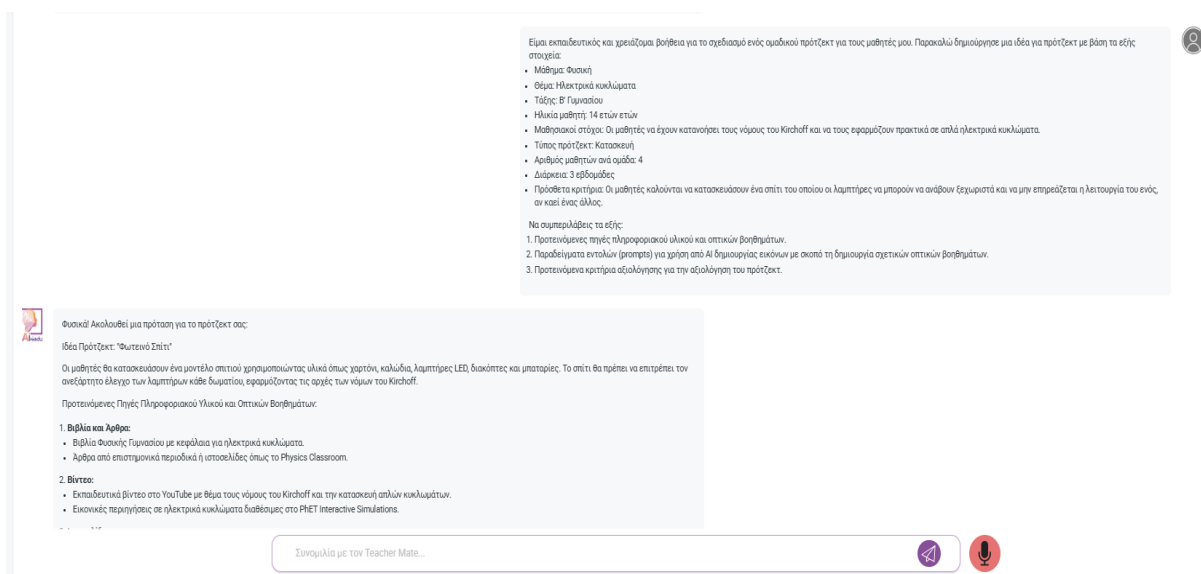 Είμαι εκπαιδευτικός και χρειάζομαι βοήθεια για το σχεδιασμό ενός ομαδικού πρότζεκτ για τους μαθητές μου. Παρακαλώ δημιούργησε μια ιδέα για πρότζεκτ με βάση τα εξής
στοιχεία:
• Μάθημα: Φυσική
• Θέμα: Ηλεκτρικά κυκλώματα
• Τάξης: Β' Γυμνασίου
• Ηλικία μαθητή: 14 ετών ετών
• Μαθησιακοί στόχοι: Οι μαθητές να έχουν κατανοήσει τους νόμους του Kirchoff και να τους εφαρμόζουν πρακτικά σε απλά ηλεκτρικά κυκλώματα.
• Τύπος πρότζεκτ: Κατασκευή
• Αριθμός μαθητών ανά ομάδα: 4
• Διάρκεια: 3 εβδομάδες
• Πρόσθετα κριτήρια: Οι μαθητές καλούνται να κατασκευάσουν ένα σπίτι του οποίου οι λαμπτήρες να μπορούν να ανάβουν ξεχωριστά και να μην επηρεάζεται η λειτουργία του ενός,
αν καεί ένας άλλος.
Να συμπεριλάβεις τα εξής:
1. Προτεινόμενες πηγές πληροφοριακού υλικού και οπτικών βοηθημάτων.
2. Παραδείγματα εντολών (prompts) για χρήση από AI δημιουργίας εικόνων με σκοπό τη δημιουργία σχετικών οπτικών βοηθημάτων.
3. Προτεινόμενα κριτήρια αξιολόγησης για την αξιολόγηση του πρότζεκτ.
Φυσικά! Ακολουθεί μια πρόταση για το πρότζεκτ σας:
Ιδέα Πρότζεκτ: "Φωτεινό Σπίτι"
Οι μαθητές θα κατασκευάσουν ένα μοντέλο σπιτιού χρησιμοποιώντας υλικά όπως χαρτόνι, καλώδια, λαμπτήρες LED, διακόπτες και μπαταρίες. Το σπίτι θα πρέπει να επιτρέπει τον
ανεξάρτητο έλεγχο των λαμπτήρων κάθε δωματίου, εφαρμόζοντας τις αρχές των νόμων του Kirchoff.
Προτεινόμενες Πηγές Πληροφοριακού Υλικού και Οπτικών Βοηθημάτων:
1. Βιβλία και Άρθρα:
• Βιβλία Φυσικής Γυμνασίου με κεφάλαια για ηλεκτρικά κυκλώματα.
• Άρθρα από επιστημονικά περιοδικά ή ιστοσελίδες όπως το Physics Classroom.
2. Βίντεο:
• Εκπαιδευτικά βίντεο στο YouTube με θέμα τους νόμους του Kirchoff και την κατασκευή απλών κυκλωμάτων.
• Εικονικές περιηγήσεις σε ηλεκτρικά κυκλώματα διαθέσιμες στο PhET Interactive Simulations.
Συνομιλία με τον Teacher Mate...